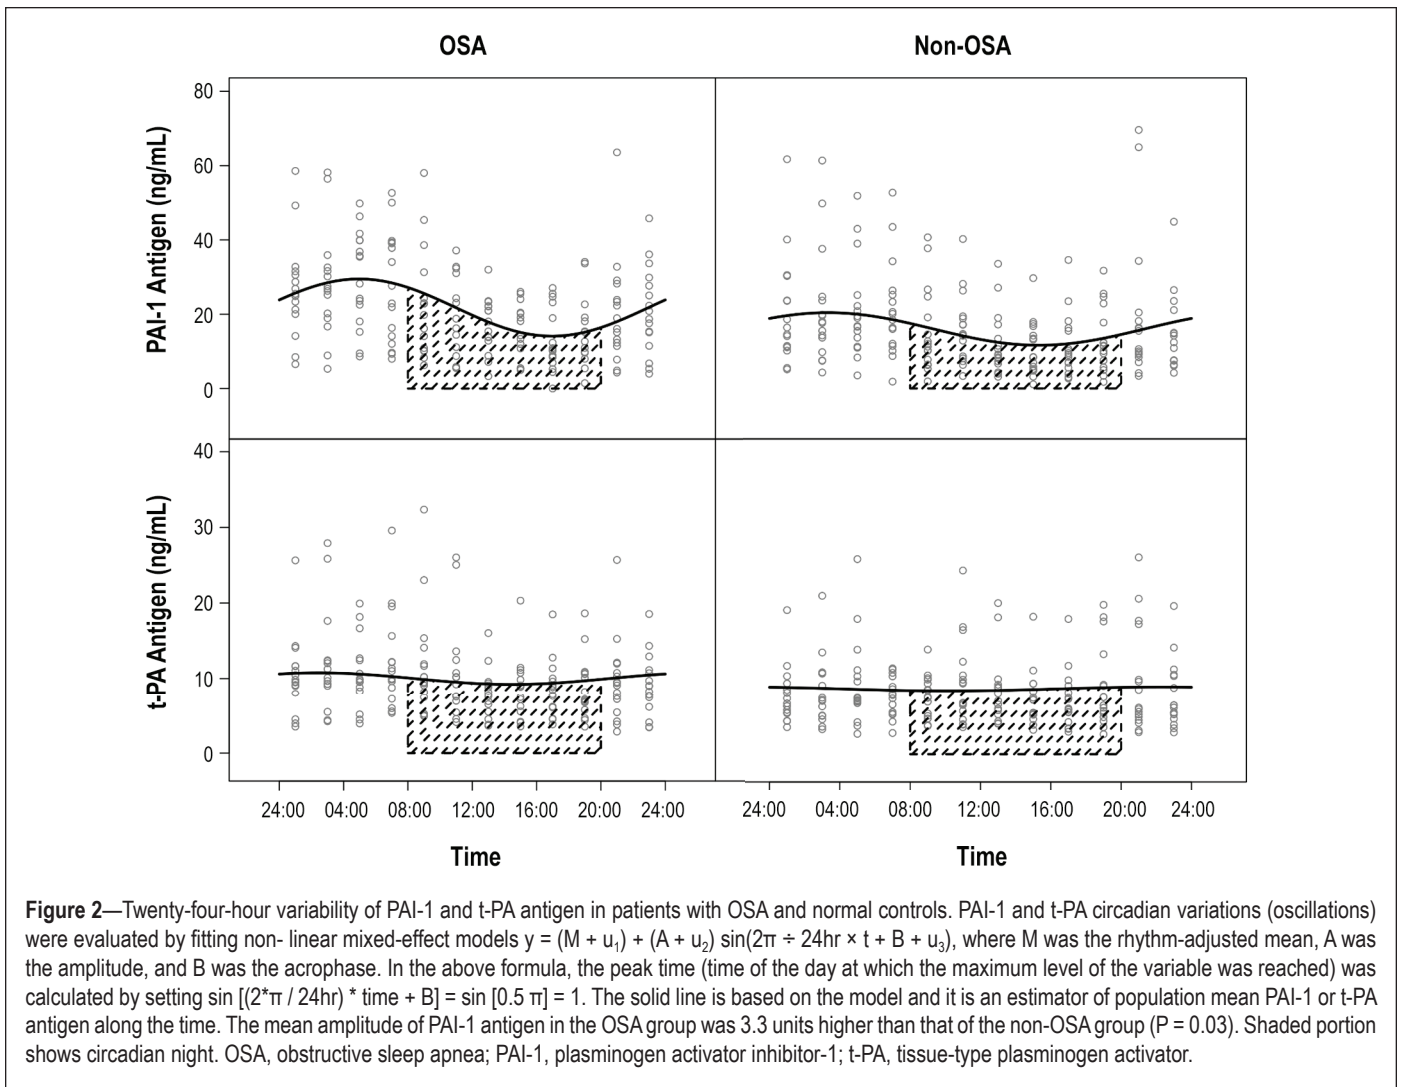 OSA
Non-OSA
PAI-1 Antigen (ng/mL)
80
60
40
20
0
t-PA Antigen (ng/mL)
40
30
20
10
0
24:00 04:00 08:00 12:00 16:00 20:00 24:00
24:00 04:00 08:00 12:00 16:00 20:00 24:00
Time
Time
Figure 2—Twenty-four-hour variability of PAI-1 and t-PA antigen in patients with OSA and normal controls. PAI-1 and t-PA circadian variations (oscillations)
were evaluated by fitting non- linear mixed-effect models y = (M + u₁) + (A + u₂) sin(2π ÷ 24hr × t + B + u₃), where M was the rhythm-adjusted mean, A was
the amplitude, and B was the acrophase. In the above formula, the peak time (time of the day at which the maximum level of the variable was reached) was
calculated by setting sin [(2*π / 24hr) * time + B] = sin [0.5 π] = 1. The solid line is based on the model and it is an estimator of population mean PAI-1 or t-PA
antigen along the time. The mean amplitude of PAI-1 antigen in the OSA group was 3.3 units higher than that of the non-OSA group (P = 0.03). Shaded portion
shows circadian night. OSA, obstructive sleep apnea; PAI-1, plasminogen activator inhibitor-1; t-PA, tissue-type plasminogen activator.